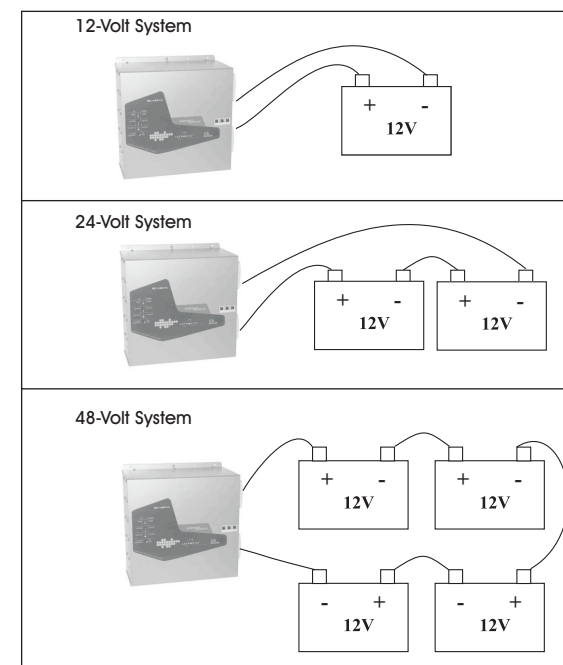 12-Volt System
+ -
12V
24-Volt System
+ - + -
12V 12V
48-Volt System
+ - + -
12V 12V
- + - +
12V 12V